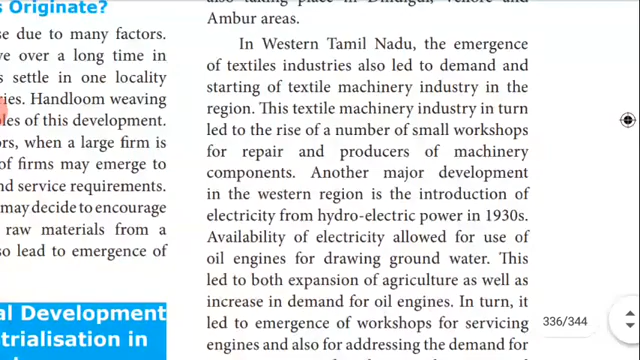 s Originate?
se due to many factors.
ve over a long time in
s settle in one locality
ries. Handloom weaving
les of this development.
ors, when a large firm is
of firms may emerge to
nd service requirements.
may decide to encourage
raw materials from a
so lead to emergence of
al Development
trialisation in
also taking place in Dindigul, Vellore and
Ambur areas.
In Western Tamil Nadu, the emergence
of textiles industries also led to demand and
starting of textile machinery industry in the
region. This textile machinery industry in turn
led to the rise of a number of small workshops
for repair and producers of machinery
components. Another major development
in the western region is the introduction of
electricity from hydro-electric power in 1930s.
Availability of electricity allowed for use of
oil engines for drawing ground water. This
led to both expansion of agriculture as well as
increase in demand for oil engines. In turn, it
led to emergence of workshops for servicing
engines and also for addressing the demand for
336/344